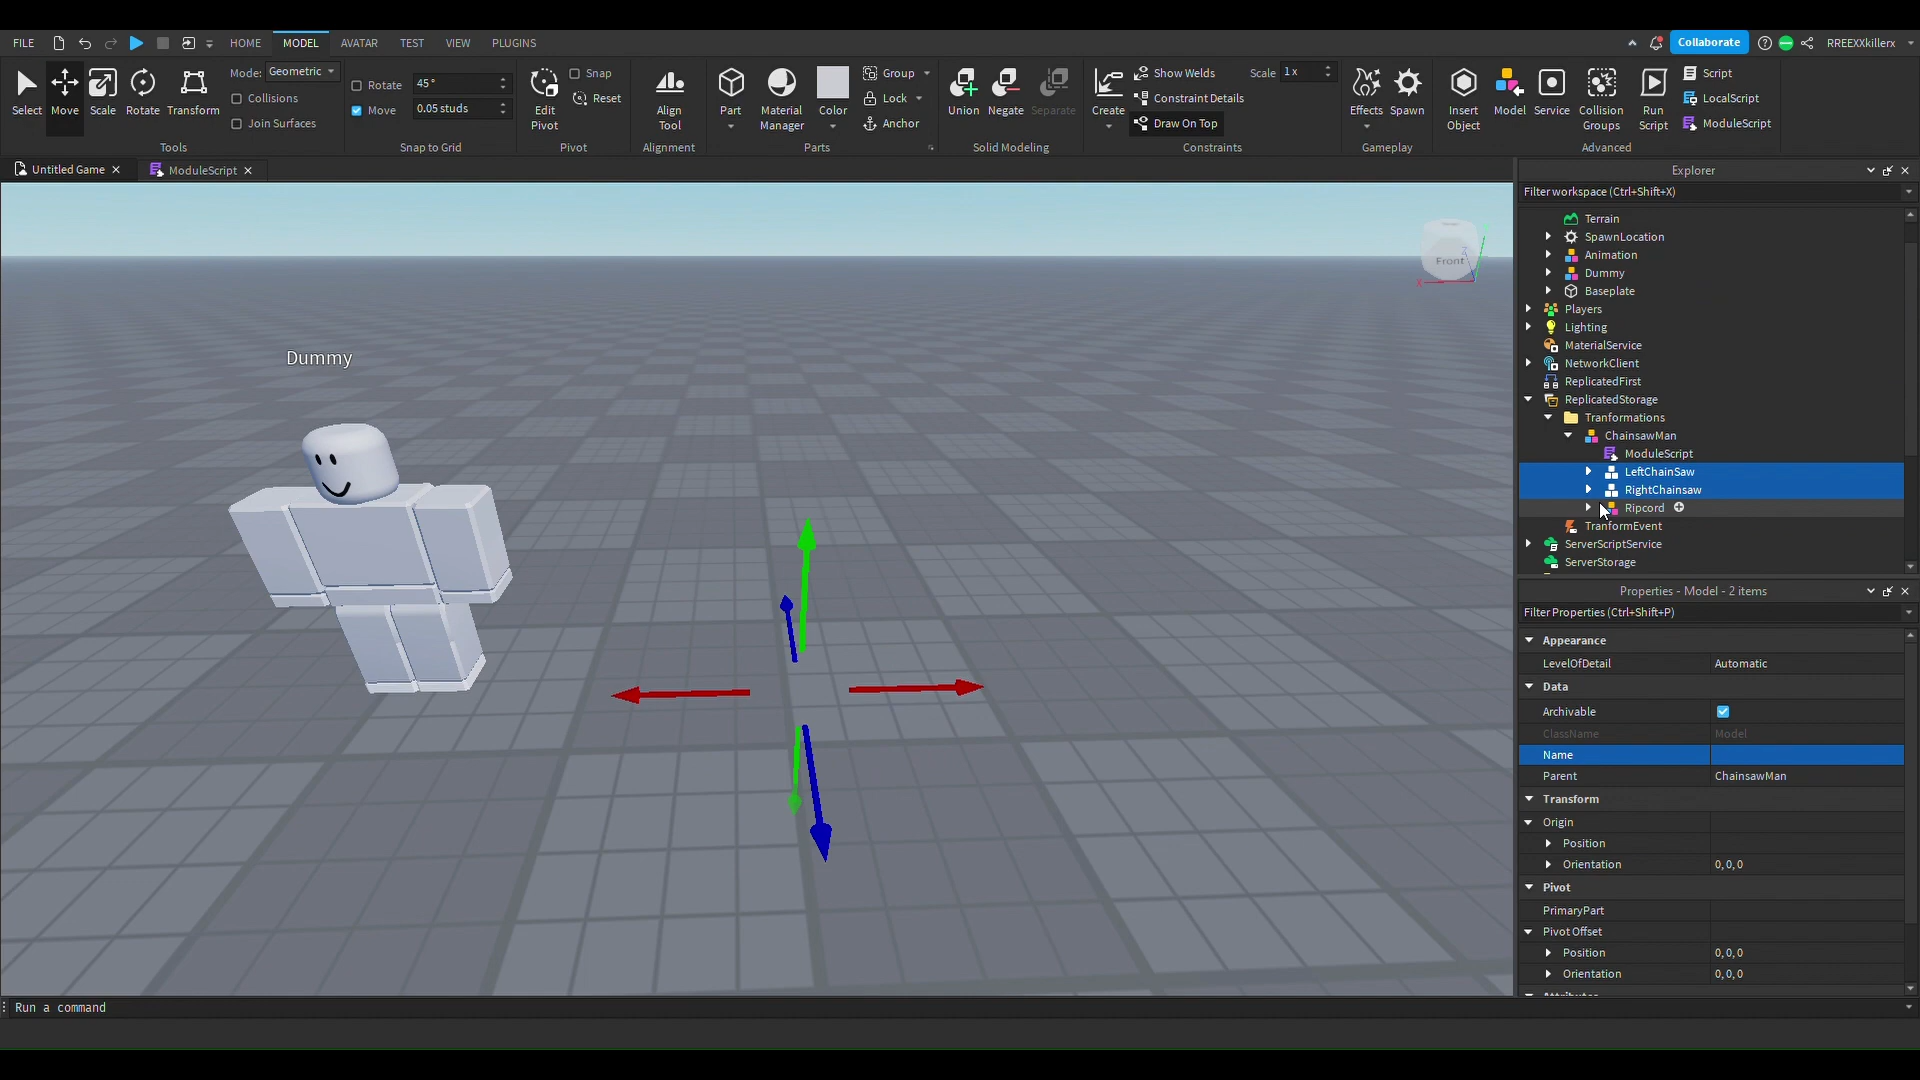 FILE HOME MODEL AVATAR TEST VIEW PLUGINS Collaborate RREEXXkillerx
Select Move Scale Rotate Transform
Mode: Geometric
Collisions
Join Surfaces
Tools
Rotate 45°
Move 0.05 studs
Snap to Grid
Edit Pivot
Snap
Reset
Pivot
Align Tool
Alignment
Part Material Manager Color
Group
Lock
Anchor
Parts
Union Negate Separate
Solid Modeling
Create
Show Welds Scale 1 x
Constraint Details
Draw On Top
Constraints
Effects Spawn
Gameplay
Insert Object Model Service Collision Groups Run Script
Script
LocalScript
ModuleScript
Advanced
Untitled Game ModuleScript
Dummy
Front
X
Z
Explorer
Filter workspace (Ctrl+Shift+X)
Terrain
SpawnLocation
Animation
Dummy
Baseplate
Players
Lighting
MaterialService
NetworkClient
ReplicatedFirst
ReplicatedStorage
Tranformations
ChainsawMan
ModuleScript
LeftChainSaw
RightChainsaw
Ripcord
TranformEvent
ServerScriptService
ServerStorage
Properties - Model - 2 items
Filter Properties (Ctrl+Shift+P)
Appearance
LevelOfDetail Automatic
Data
Archivable
ClassName Model
Name
Parent ChainsawMan
Transform
Origin
Position
Orientation 0, 0, 0
Pivot
PrimaryPart
Pivot Offset
Position 0, 0, 0
Orientation 0, 0, 0
Run a command